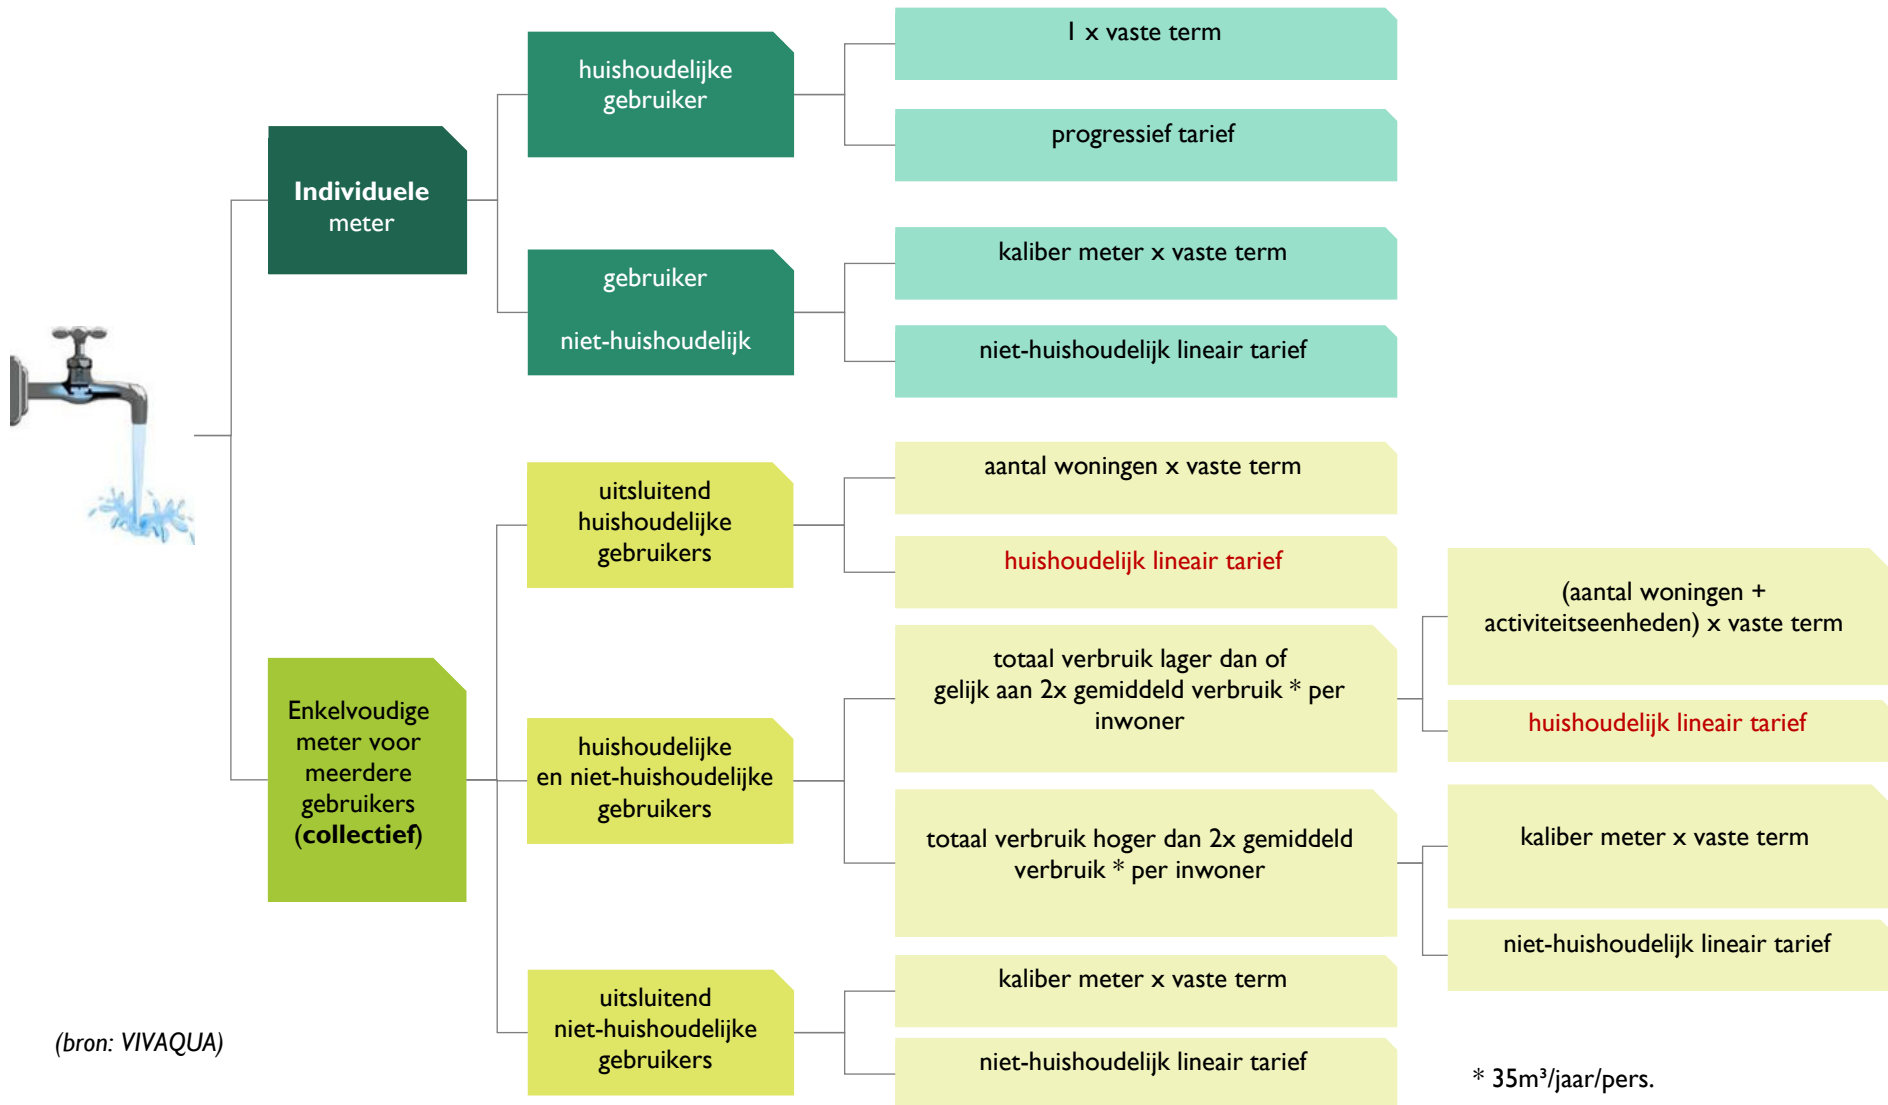 Individuele
meter
huishoudelijke
gebruiker
1 x vaste term
progressief tarief
gebruiker
niet-huishoudelijk
kaliber meter x vaste term
niet-huishoudelijk lineair tarief
Enkelvoudige
meter voor
meerdere
gebruikers
(collectief)
uitsluitend
huishoudelijke
gebruikers
aantal woningen x vaste term
huishoudelijk lineair tarief
huishoudelijke
en niet-huishoudelijke
gebruikers
totaal verbruik lager dan of
gelijk aan 2x gemiddeld verbruik * per
inwoner
(aantal woningen +
activiteitseenheden) x vaste term
huishoudelijk lineair tarief
totaal verbruik hoger dan 2x gemiddeld
verbruik * per inwoner
kaliber meter x vaste term
niet-huishoudelijk lineair tarief
uitsluitend
niet-huishoudelijke
gebruikers
kaliber meter x vaste term
niet-huishoudelijk lineair tarief
(bron: VIVAQUA)
* 35m³/jaar/pers.